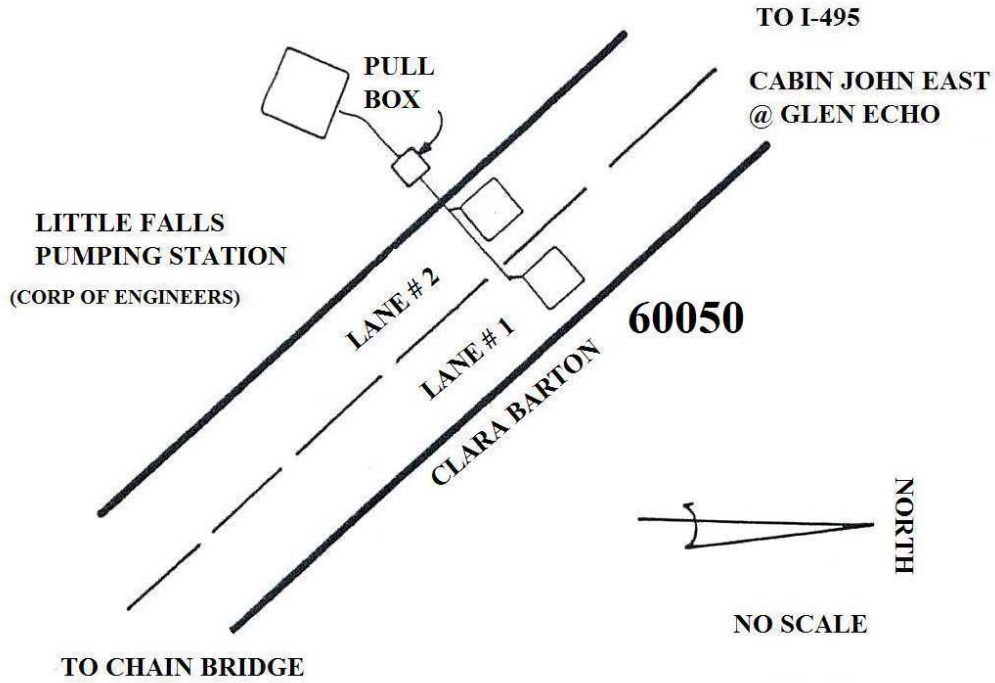 TO I-495
PULL
BOX
CABIN JOHN EAST
@ GLEN ECHO
LITTLE FALLS
PUMPING STATION
(CORP OF ENGINEERS)
LANE # 2
LANE # 1
60050
CLARA BARTON
NORTH
NO SCALE
TO CHAIN BRIDGE